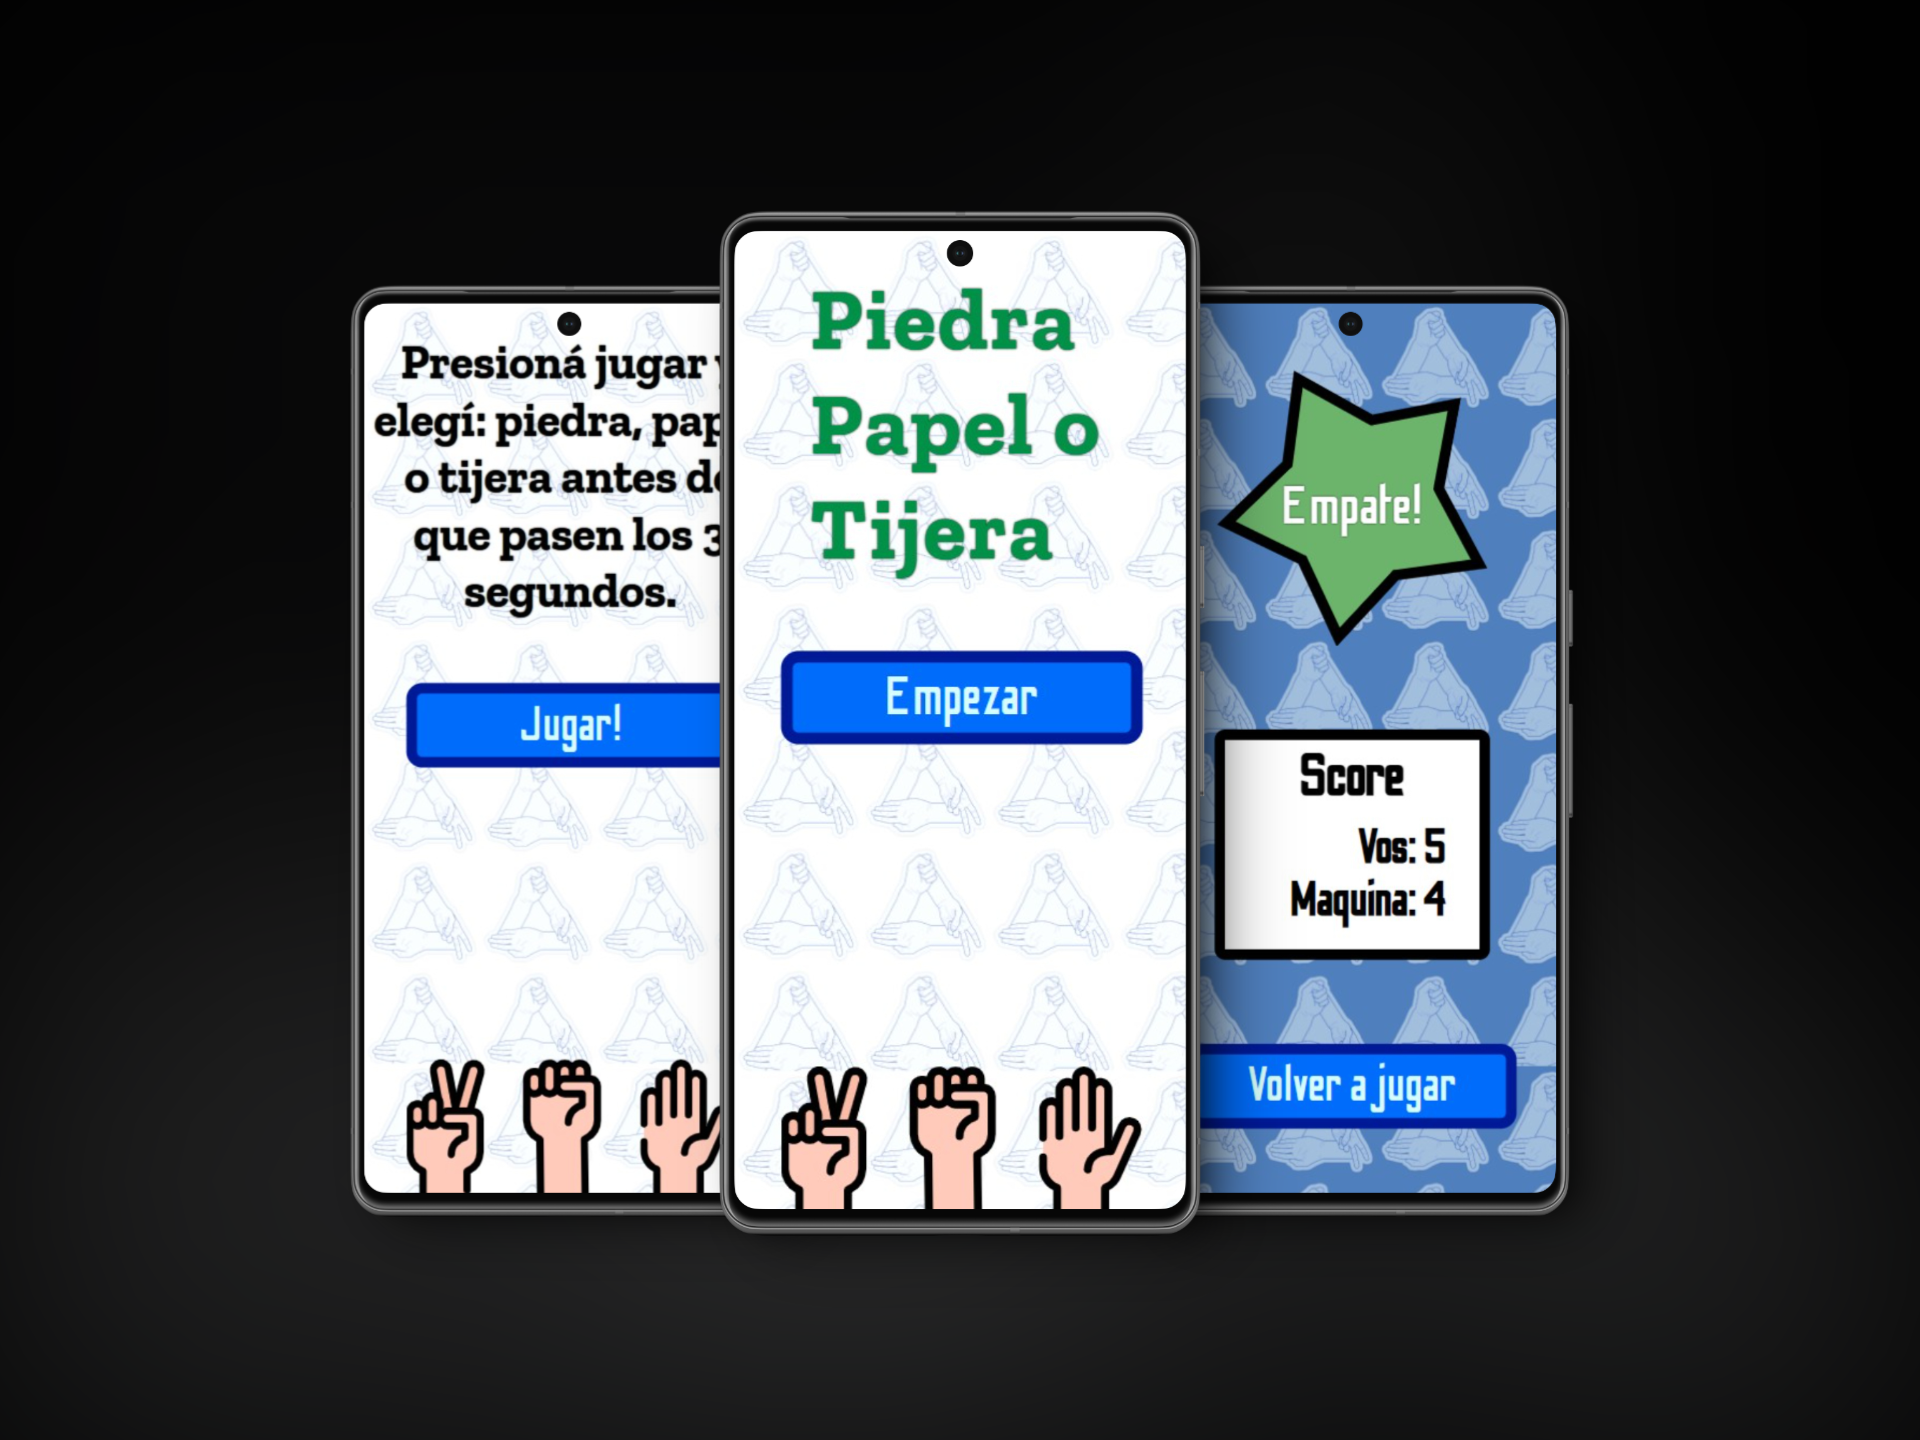 Presioná jugar
elegí: piedra,
o tijera antes
que pasen los 3
segundos.
Jugar!
Piedra
Papel o
Tijera
Empezar
Empate!
Score
Vos: 5
Maquina: 4
Volver a jugar